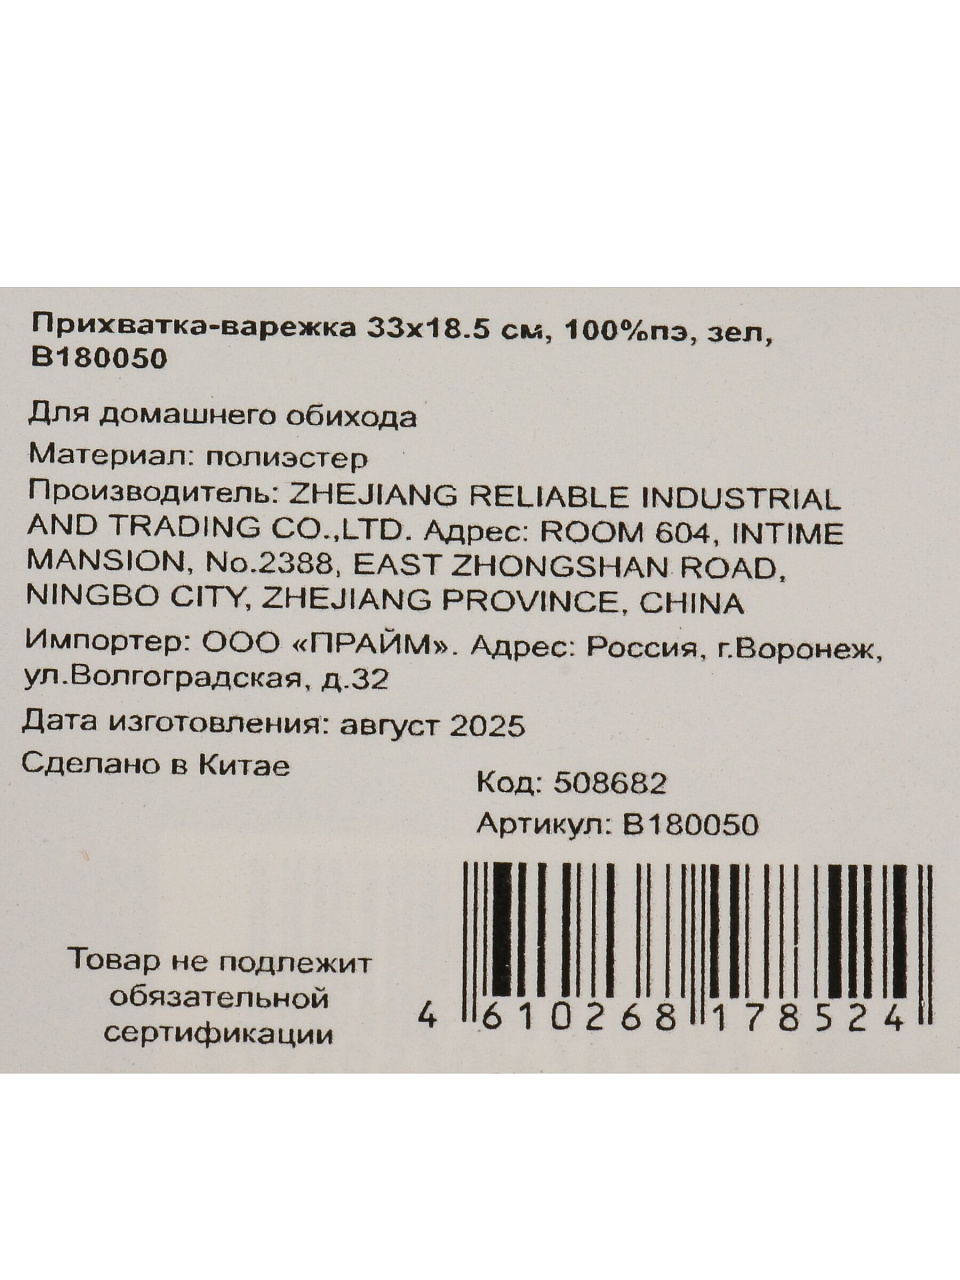 Прихватка-варежка 33х18.5 см, 100%пэ, зел,
B180050
Для домашнего обихода
Материал: полиэстер
Производитель: ZHEJIANG RELIABLE INDUSTRIAL
AND TRADING CO.,LTD. Адрес: ROOM 604, INTIME
MANSION, No.2388, EAST ZHONGSHAN ROAD,
NINGBO CITY, ZHEJIANG PROVINCE, CHINA
Импортер: ООО «ПРАЙМ». Адрес: Россия, г.Воронеж,
ул.Волгоградская, д.32
Дата изготовления: август 2025
Сделано в Китае
Код: 508682
Артикул: B180050
Товар не подлежит
обязательной
сертификации
4 610268 178524